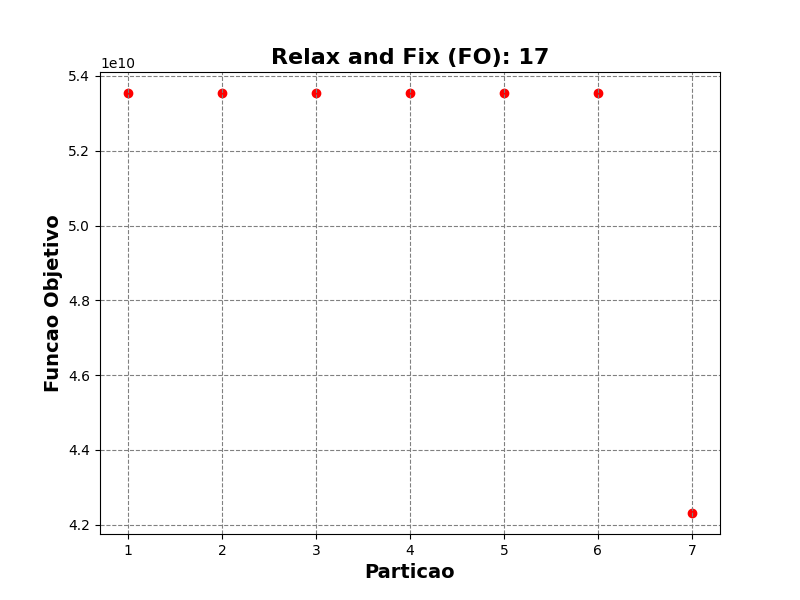 Relax and Fix (FO): 17
1e10
5.4
5.2
5.0
4.8
4.6
4.4
4.2
Funcao Objetivo
1 2 3 4 5 6 7
Particao